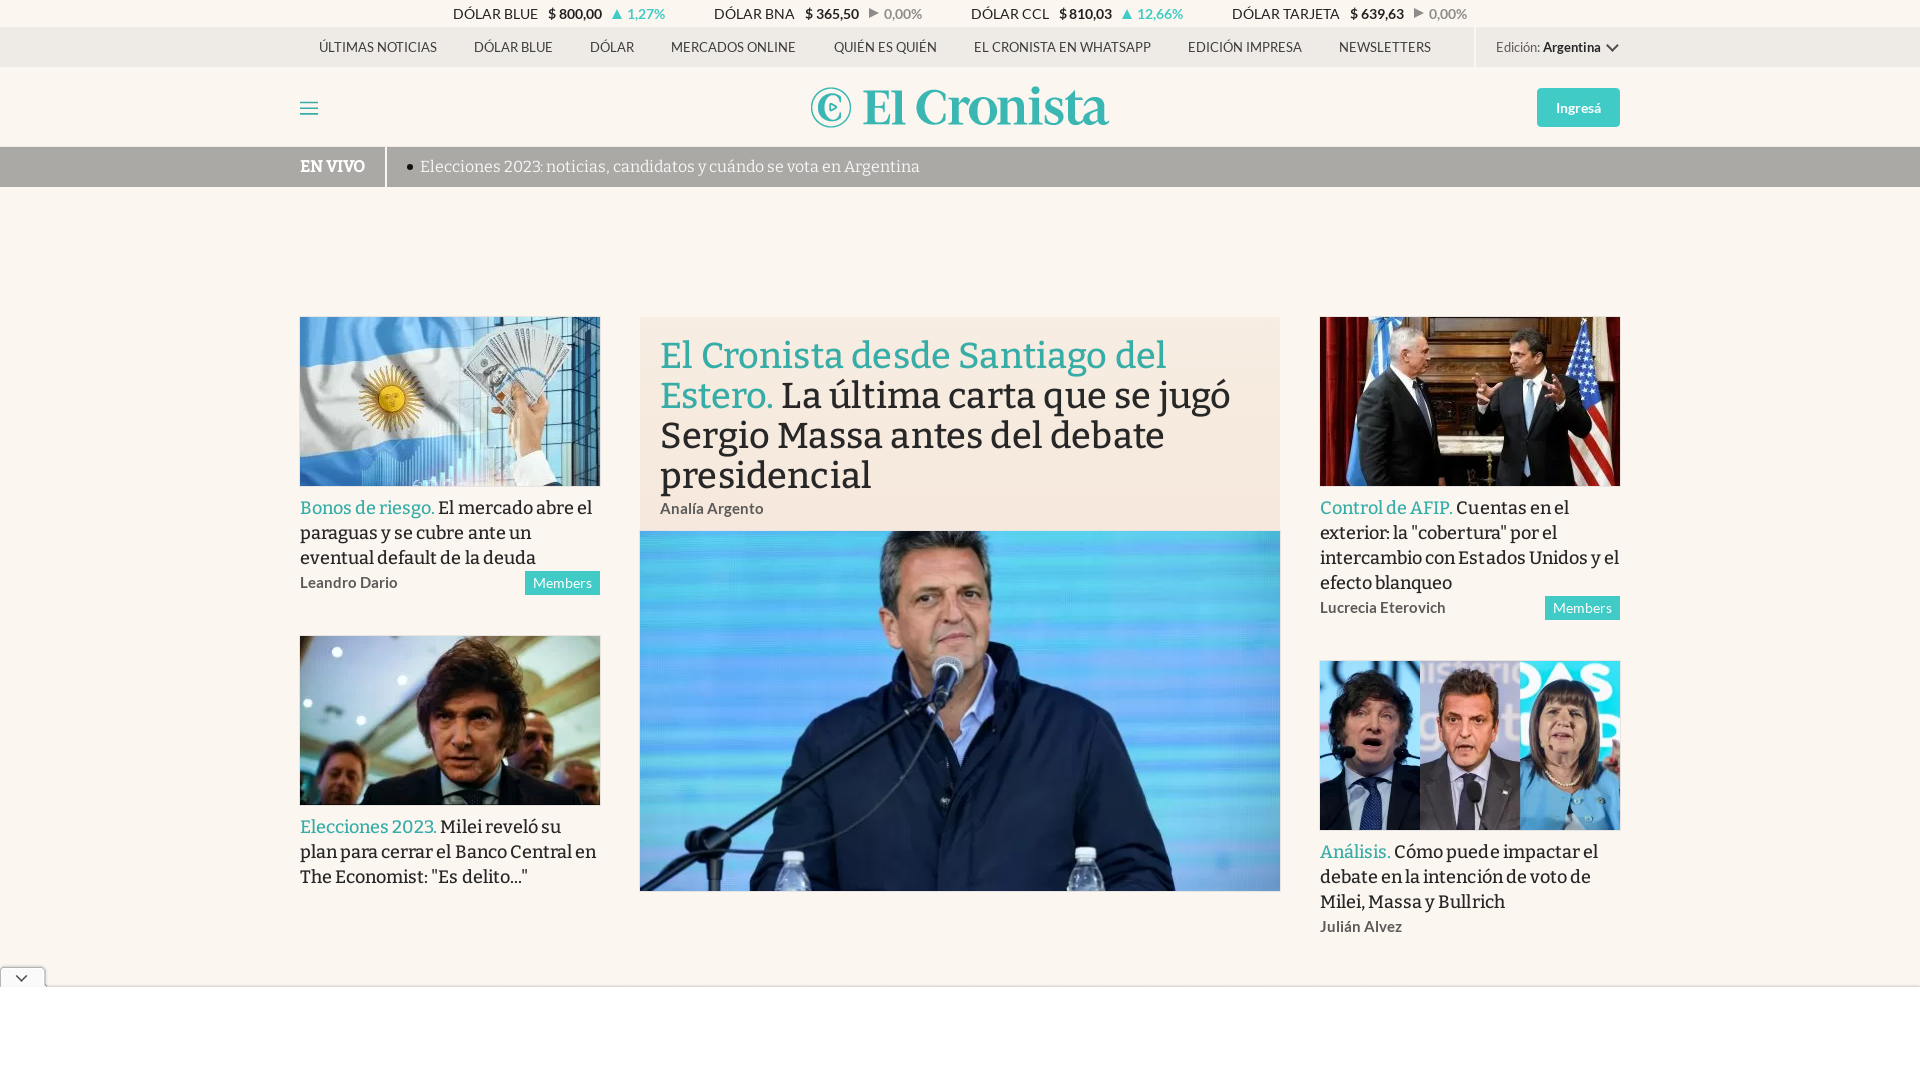 DÓLAR BLUE $ 800,00 1,27% DÓLAR BNA $ 365,50 0,00% DÓLAR CCL $ 810,03 12,66% DÓLAR TARJETA $ 639,63 0,00%
ÚLTIMAS NOTICIAS DÓLAR BLUE DÓLAR MERCADOS ONLINE QUIÉN ES QUIÉN EL CRONISTA EN WHATSAPP EDICIÓN IMPRESA NEWSLETTERS Edición: Argentina
El Cronista
Ingresá
EN VIVO
Elecciones 2023: noticias, candidatos y cuándo se vota en Argentina
Bonos de riesgo. El mercado abre el
paraguas y se cubre ante un
eventual default de la deuda
Leandro Dario
Members
Elecciones 2023. Milei reveló su
plan para cerrar el Banco Central en
The Economist: "Es delito..."
El Cronista desde Santiago del
Estero. La última carta que se jugó
Sergio Massa antes del debate
presidencial
Analía Argento
Control de AFIP. Cuentas en el
exterior: la "cobertura" por el
intercambio con Estados Unidos y el
efecto blanqueo
Lucrecia Eterovich
Members
Análisis. Cómo puede impactar el
debate en la intención de voto de
Milei, Massa y Bullrich
Julián Alvez